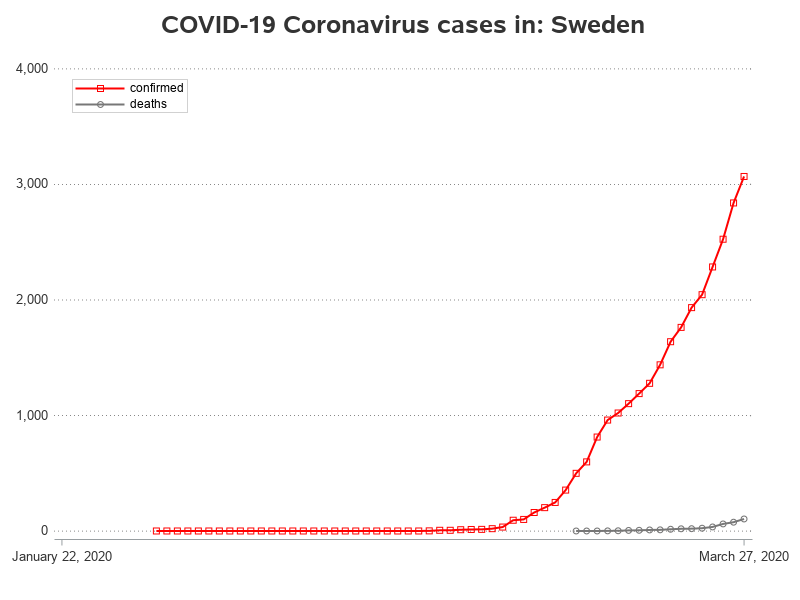 COVID-19 Coronavirus cases in: Sweden
4,000
confirmed
deaths
3,000
2,000
1,000
0
January 22, 2020
March 27, 2020